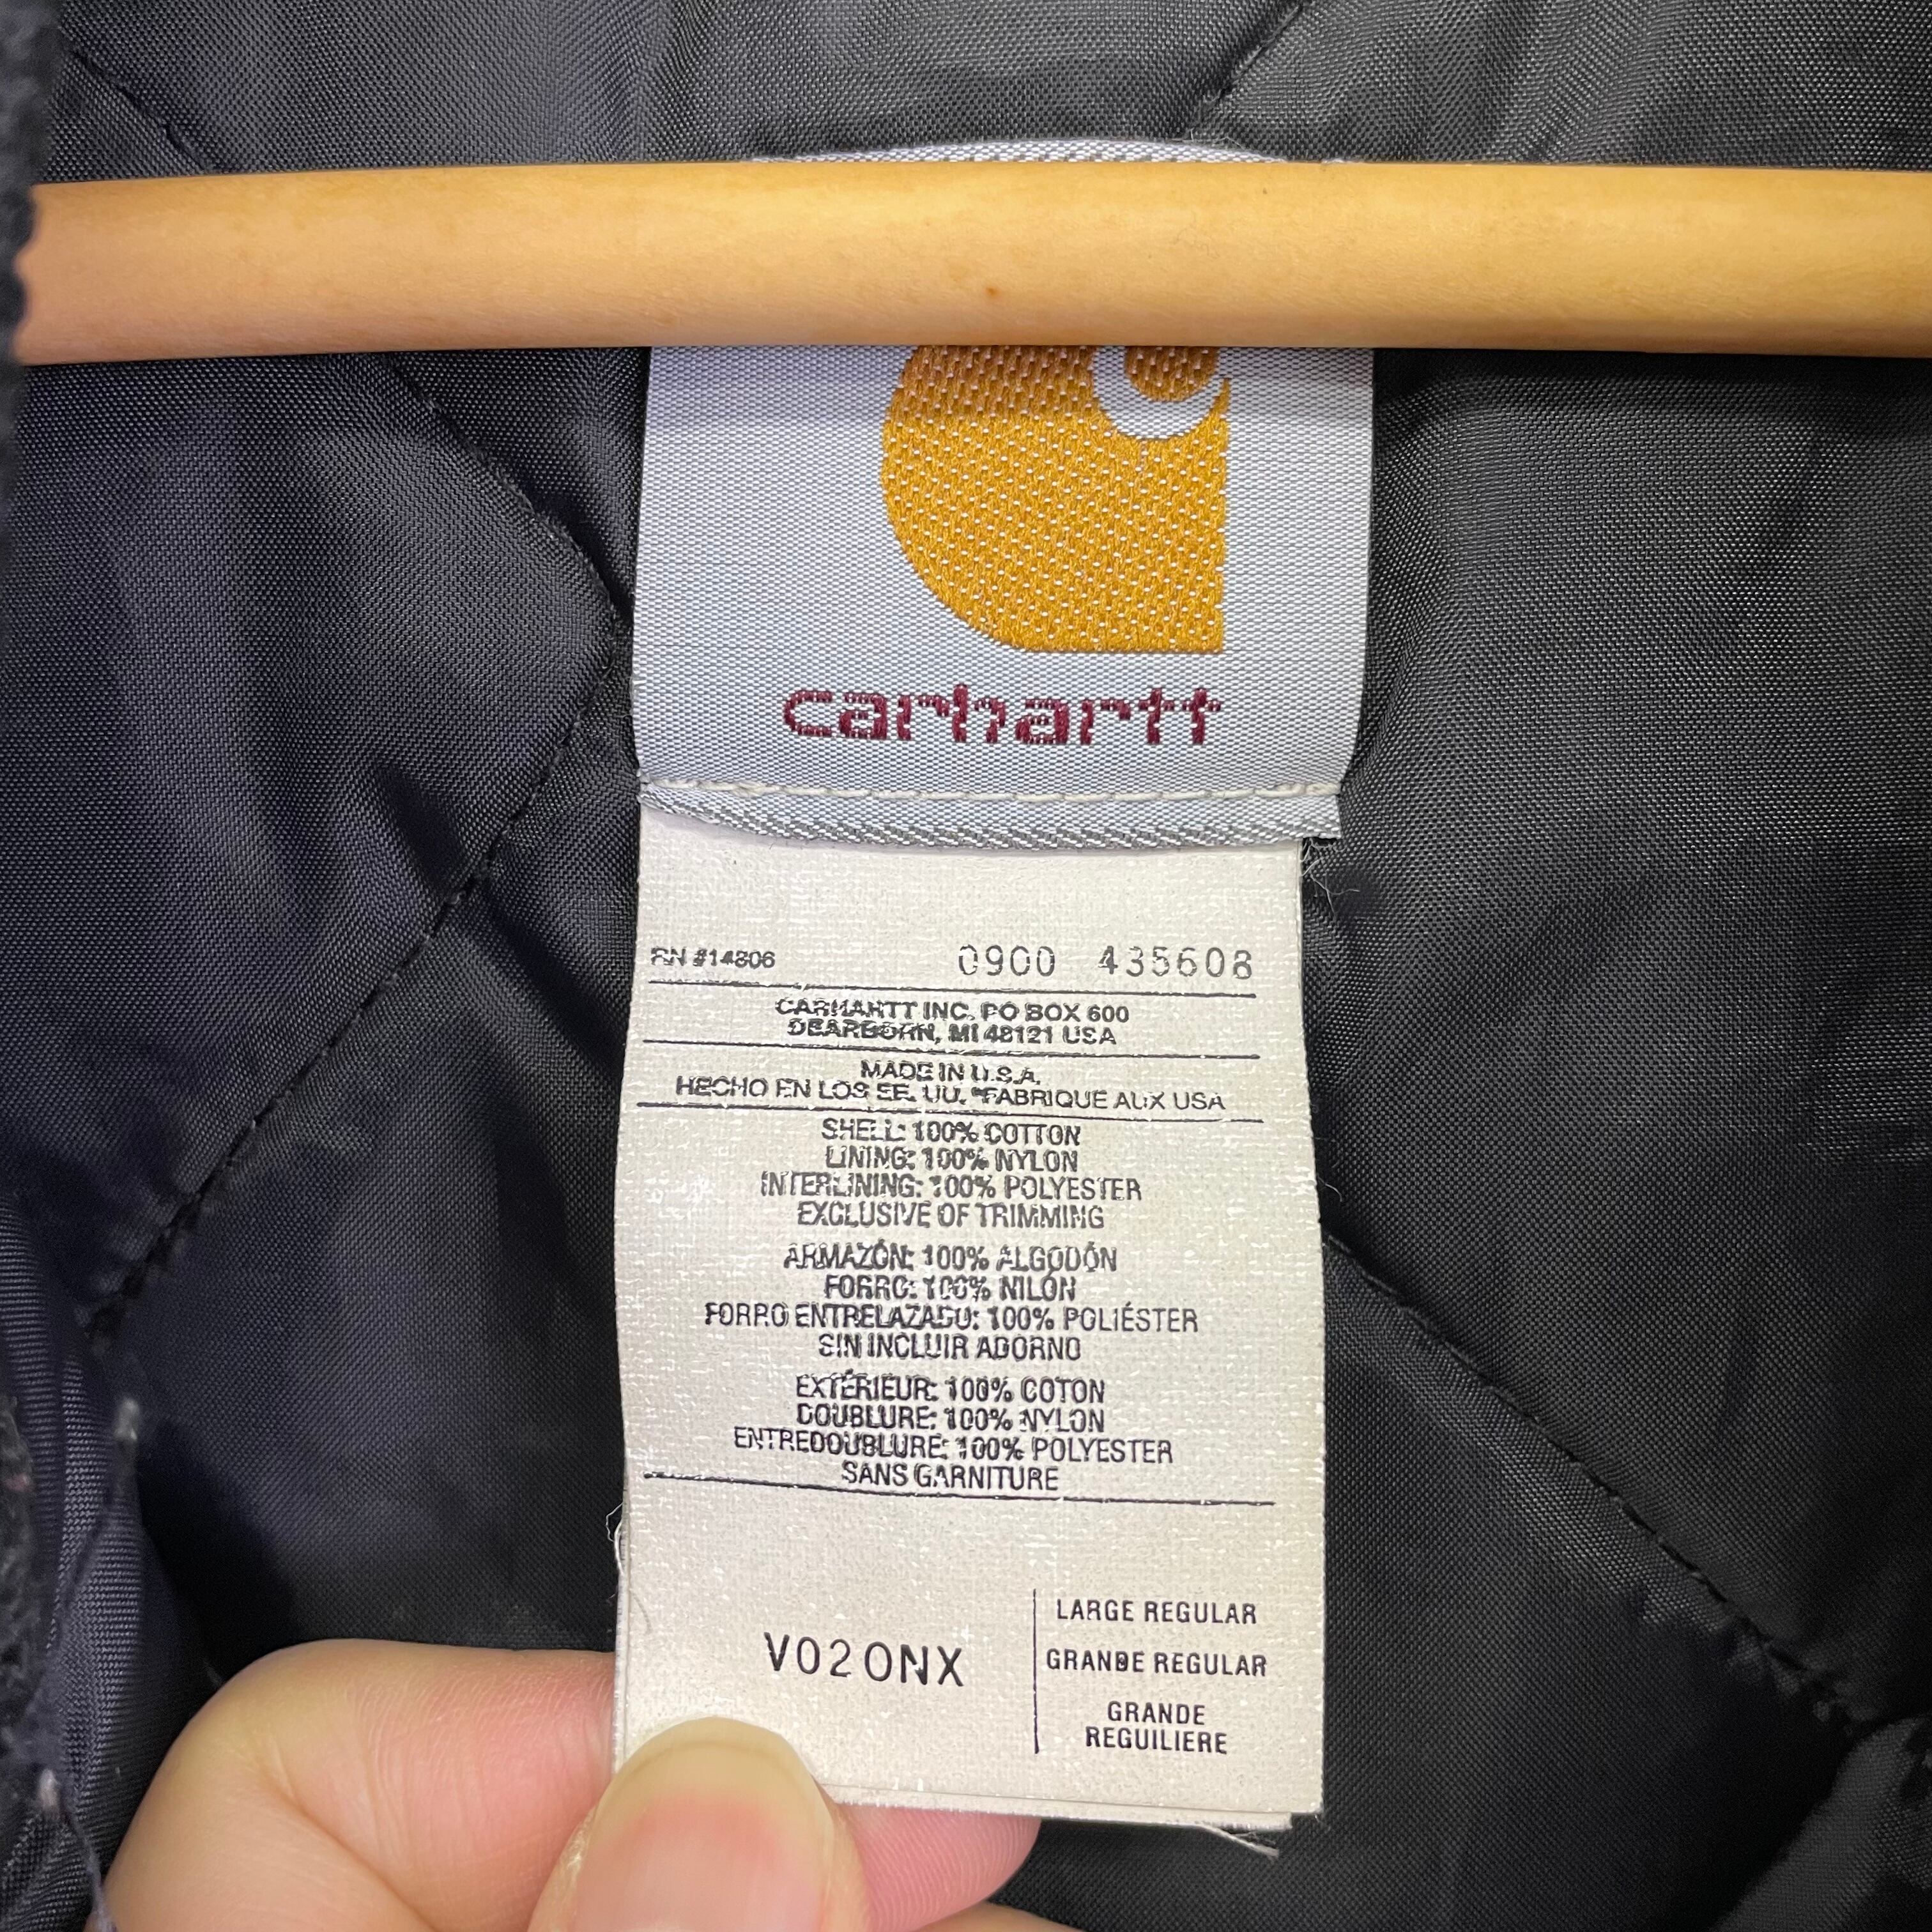 carhartt
RN #14806 0900 435608
CARHARTT INC. PO BOX 600
DEARBORN, MI 48121 USA
MADE IN U.S.A.
HECHO EN LOS EE. UU. *FABRIQUE AUX USA
SHELL: 100% COTTON
LINING: 100% NYLON
INTERLINING: 100% POLYESTER
EXCLUSIVE OF TRIMMING
ARMAZÓN: 100% ALGODÓN
FORRO: 100% NILÓN
FORRO ENTRELAZADO: 100% POLIÉSTER
SIN INCLUIR ADORNO
EXTÉRIEUR: 100% COTON
DOUBLURE: 100% NYLON
ENTREDOUBLURE: 100% POLYESTER
SANS GARNITURE
V02ONX
LARGE REGULAR
GRANDE REGULAR
GRANDE
REGUILIERE